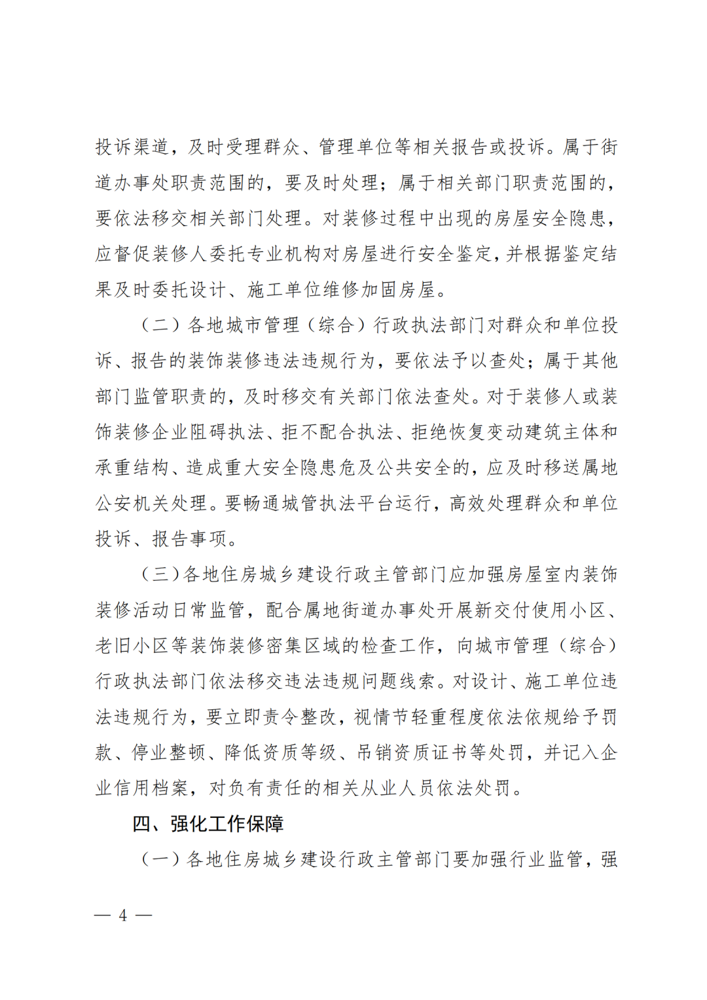 投诉渠道，及时受理群众、管理单位等相关报告或投诉。属于街
道办事处职责范围的，要及时处理；属于相关部门职责范围的，
要依法移交相关部门处理。对装修过程中出现的房屋安全隐患，
应督促装修人委托专业机构对房屋进行安全鉴定，并根据鉴定结
果及时委托设计、施工单位维修加固房屋。
（二）各地城市管理（综合）行政执法部门对群众和单位投
诉、报告的装饰装修违法违规行为，要依法予以查处；属于其他
部门监管职责的，及时移交有关部门依法查处。对于装修人或装
饰装修企业阻碍执法、拒不配合执法、拒绝恢复变动建筑主体和
承重结构、造成重大安全隐患危及公共安全的，应及时移送属地
公安机关处理。要畅通城管执法平台运行，高效处理群众和单位
投诉、报告事项。
（三）各地住房城乡建设行政主管部门应加强房屋室内装饰
装修活动日常监管，配合属地街道办事处开展新交付使用小区、
老旧小区等装饰装修密集区域的检查工作，向城市管理（综合）
行政执法部门依法移交违法违规问题线索。对设计、施工单位违
法违规行为，要立即责令整改，视情节轻重程度依法依规给予罚
款、停业整顿、降低资质等级、吊销资质证书等处罚，并记入企
业信用档案，对负有责任的相关从业人员依法处罚。
四、强化工作保障
（一）各地住房城乡建设行政主管部门要加强行业监管，强
— 4 —